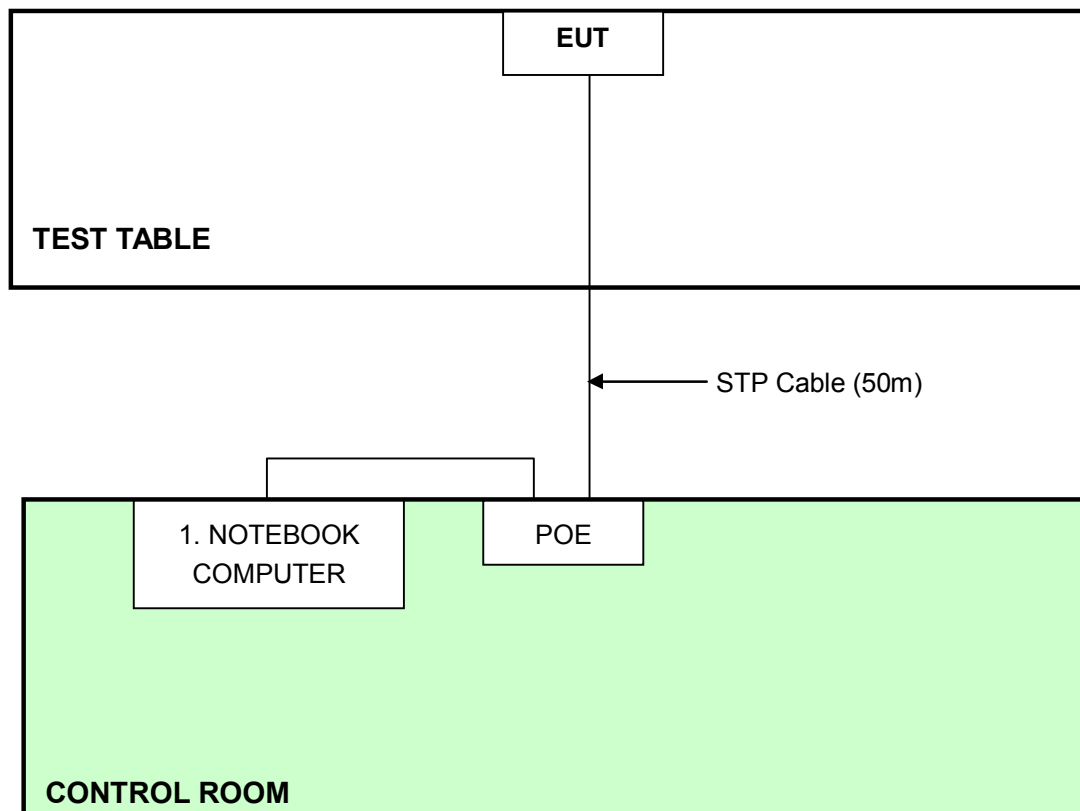 EUT
TEST TABLE
STP Cable (50m)
1. NOTEBOOK
COMPUTER
POE
CONTROL ROOM